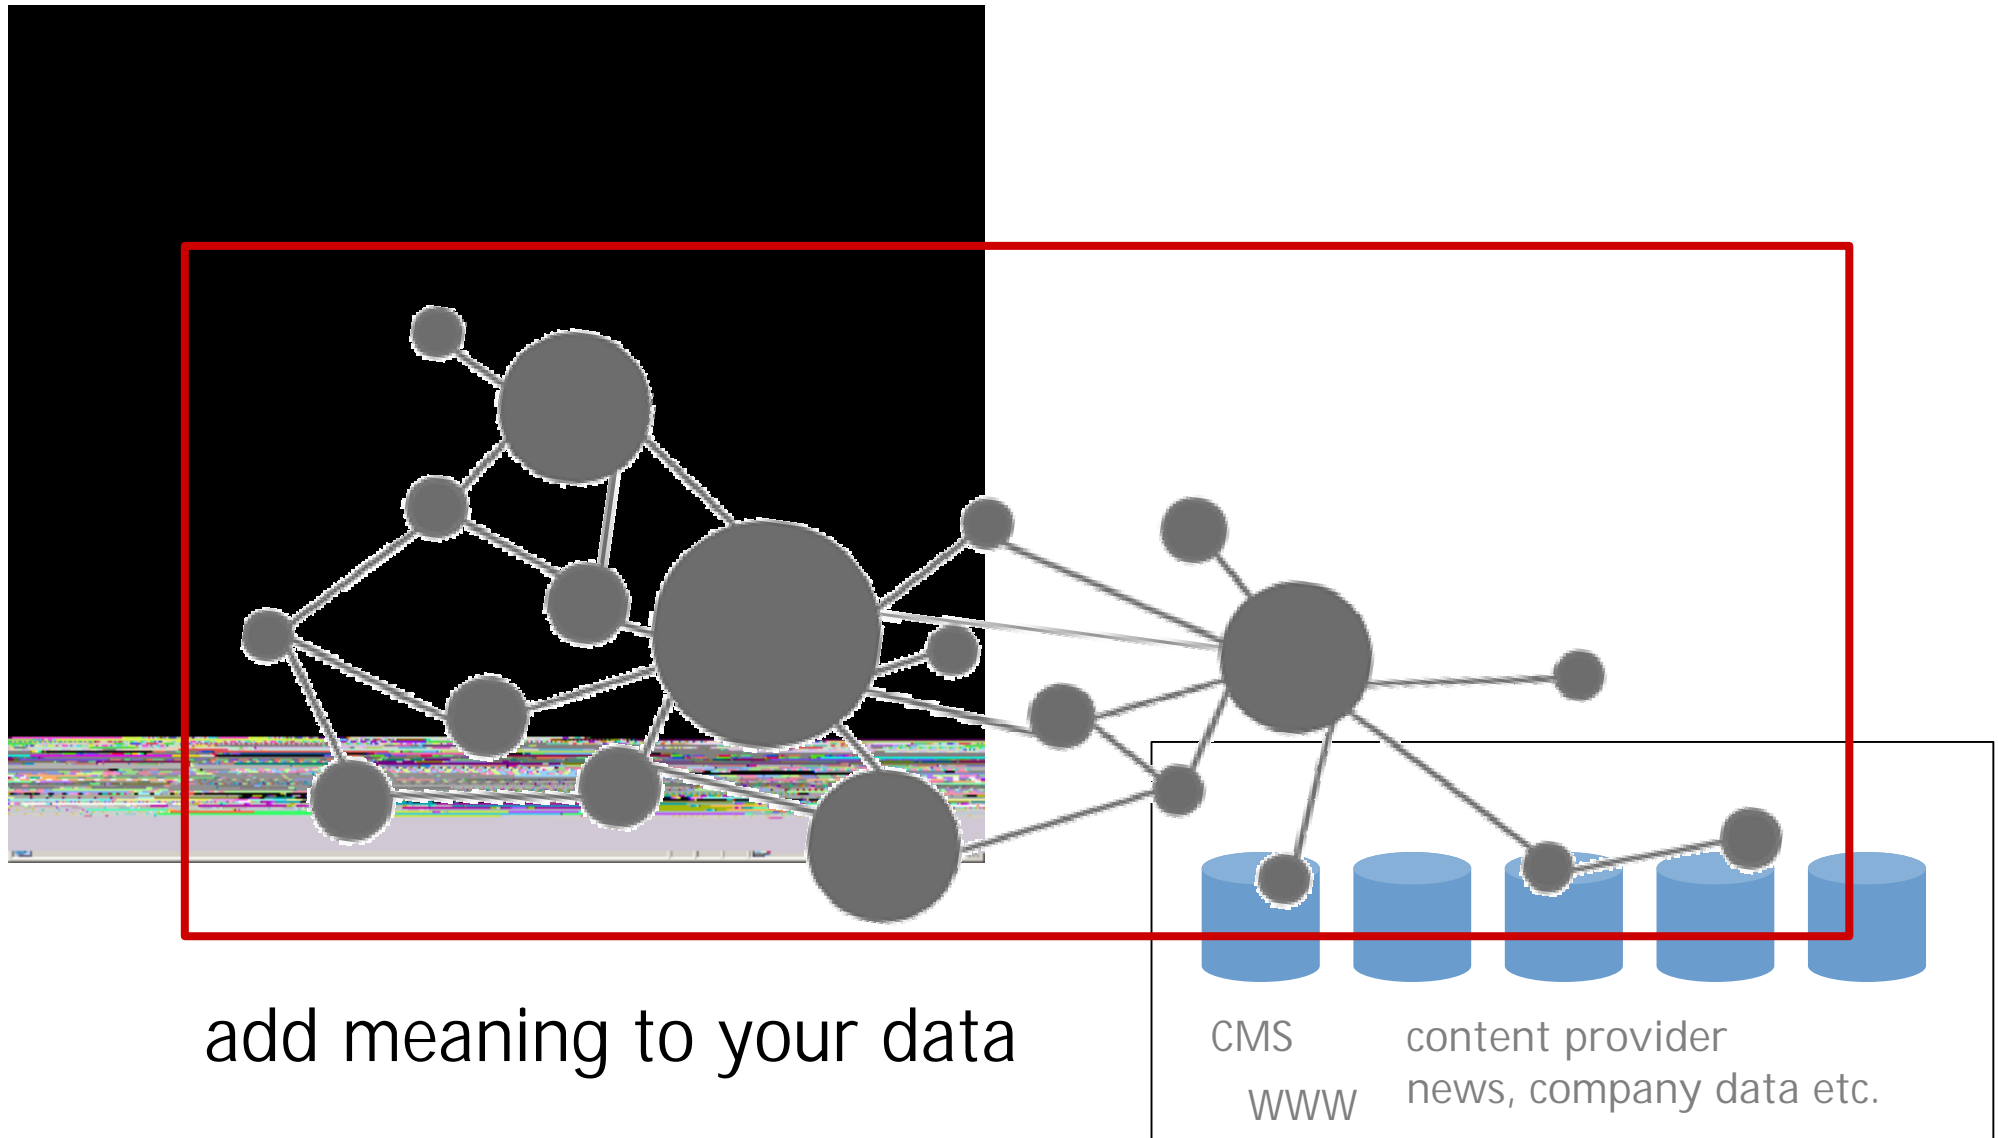 add meaning to your data
CMS
WWW
content provider
news, company data etc.